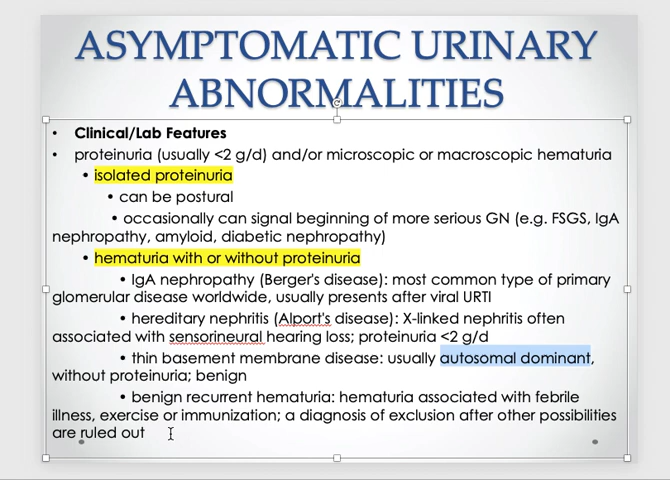 ASYMPTOMATIC URINARY
ABNORMALITIES
• Clinical/Lab Features
• proteinuria (usually <2 g/d) and/or microscopic or macroscopic hematuria
• isolated proteinuria
• can be postural
• occasionally can signal beginning of more serious GN (e.g. FSGS, IgA
nephropathy, amyloid, diabetic nephropathy)
• hematuria with or without proteinuria
• IgA nephropathy (Berger's disease): most common type of primary
glomerular disease worldwide, usually presents after viral URTI
• hereditary nephritis (Alport's disease): X-linked nephritis often
associated with sensorineural hearing loss; proteinuria <2 g/d
• thin basement membrane disease: usually autosomal dominant,
without proteinuria; benign
• benign recurrent hematuria: hematuria associated with febrile
illness, exercise or immunization; a diagnosis of exclusion after other possibilities
are ruled out